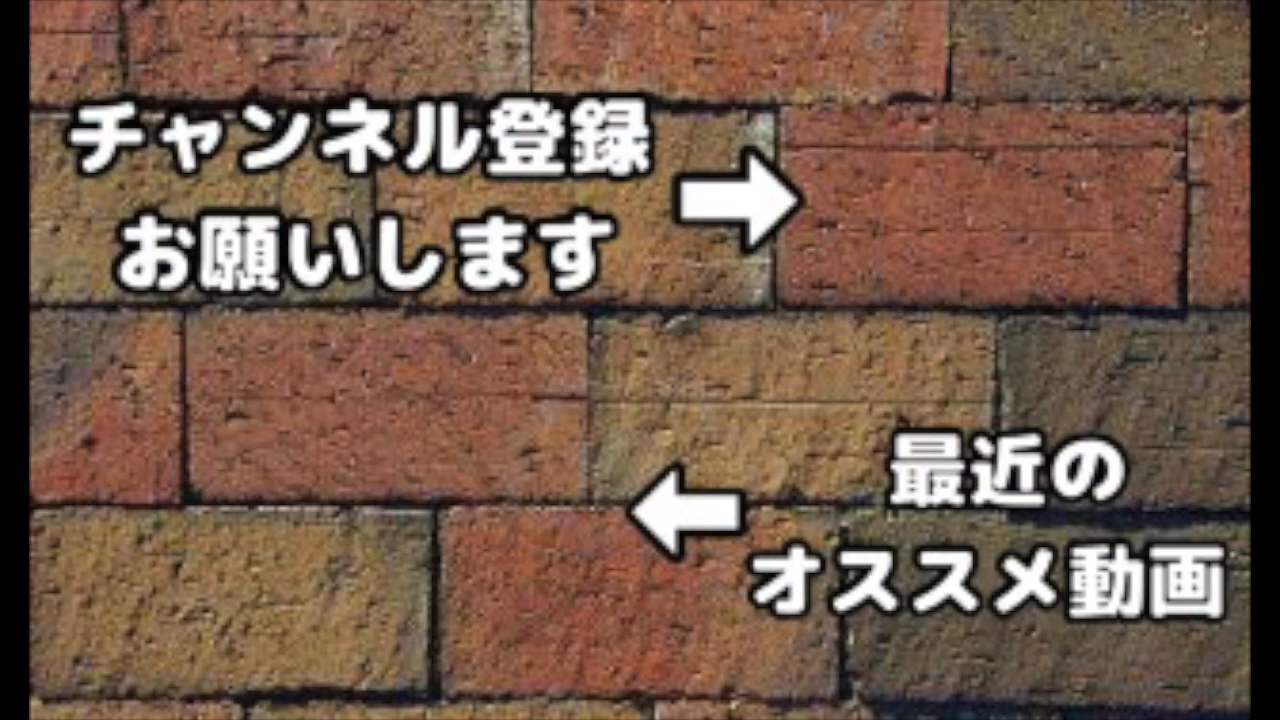 チャンネル登録
お願いします
最近の
オススメ動画